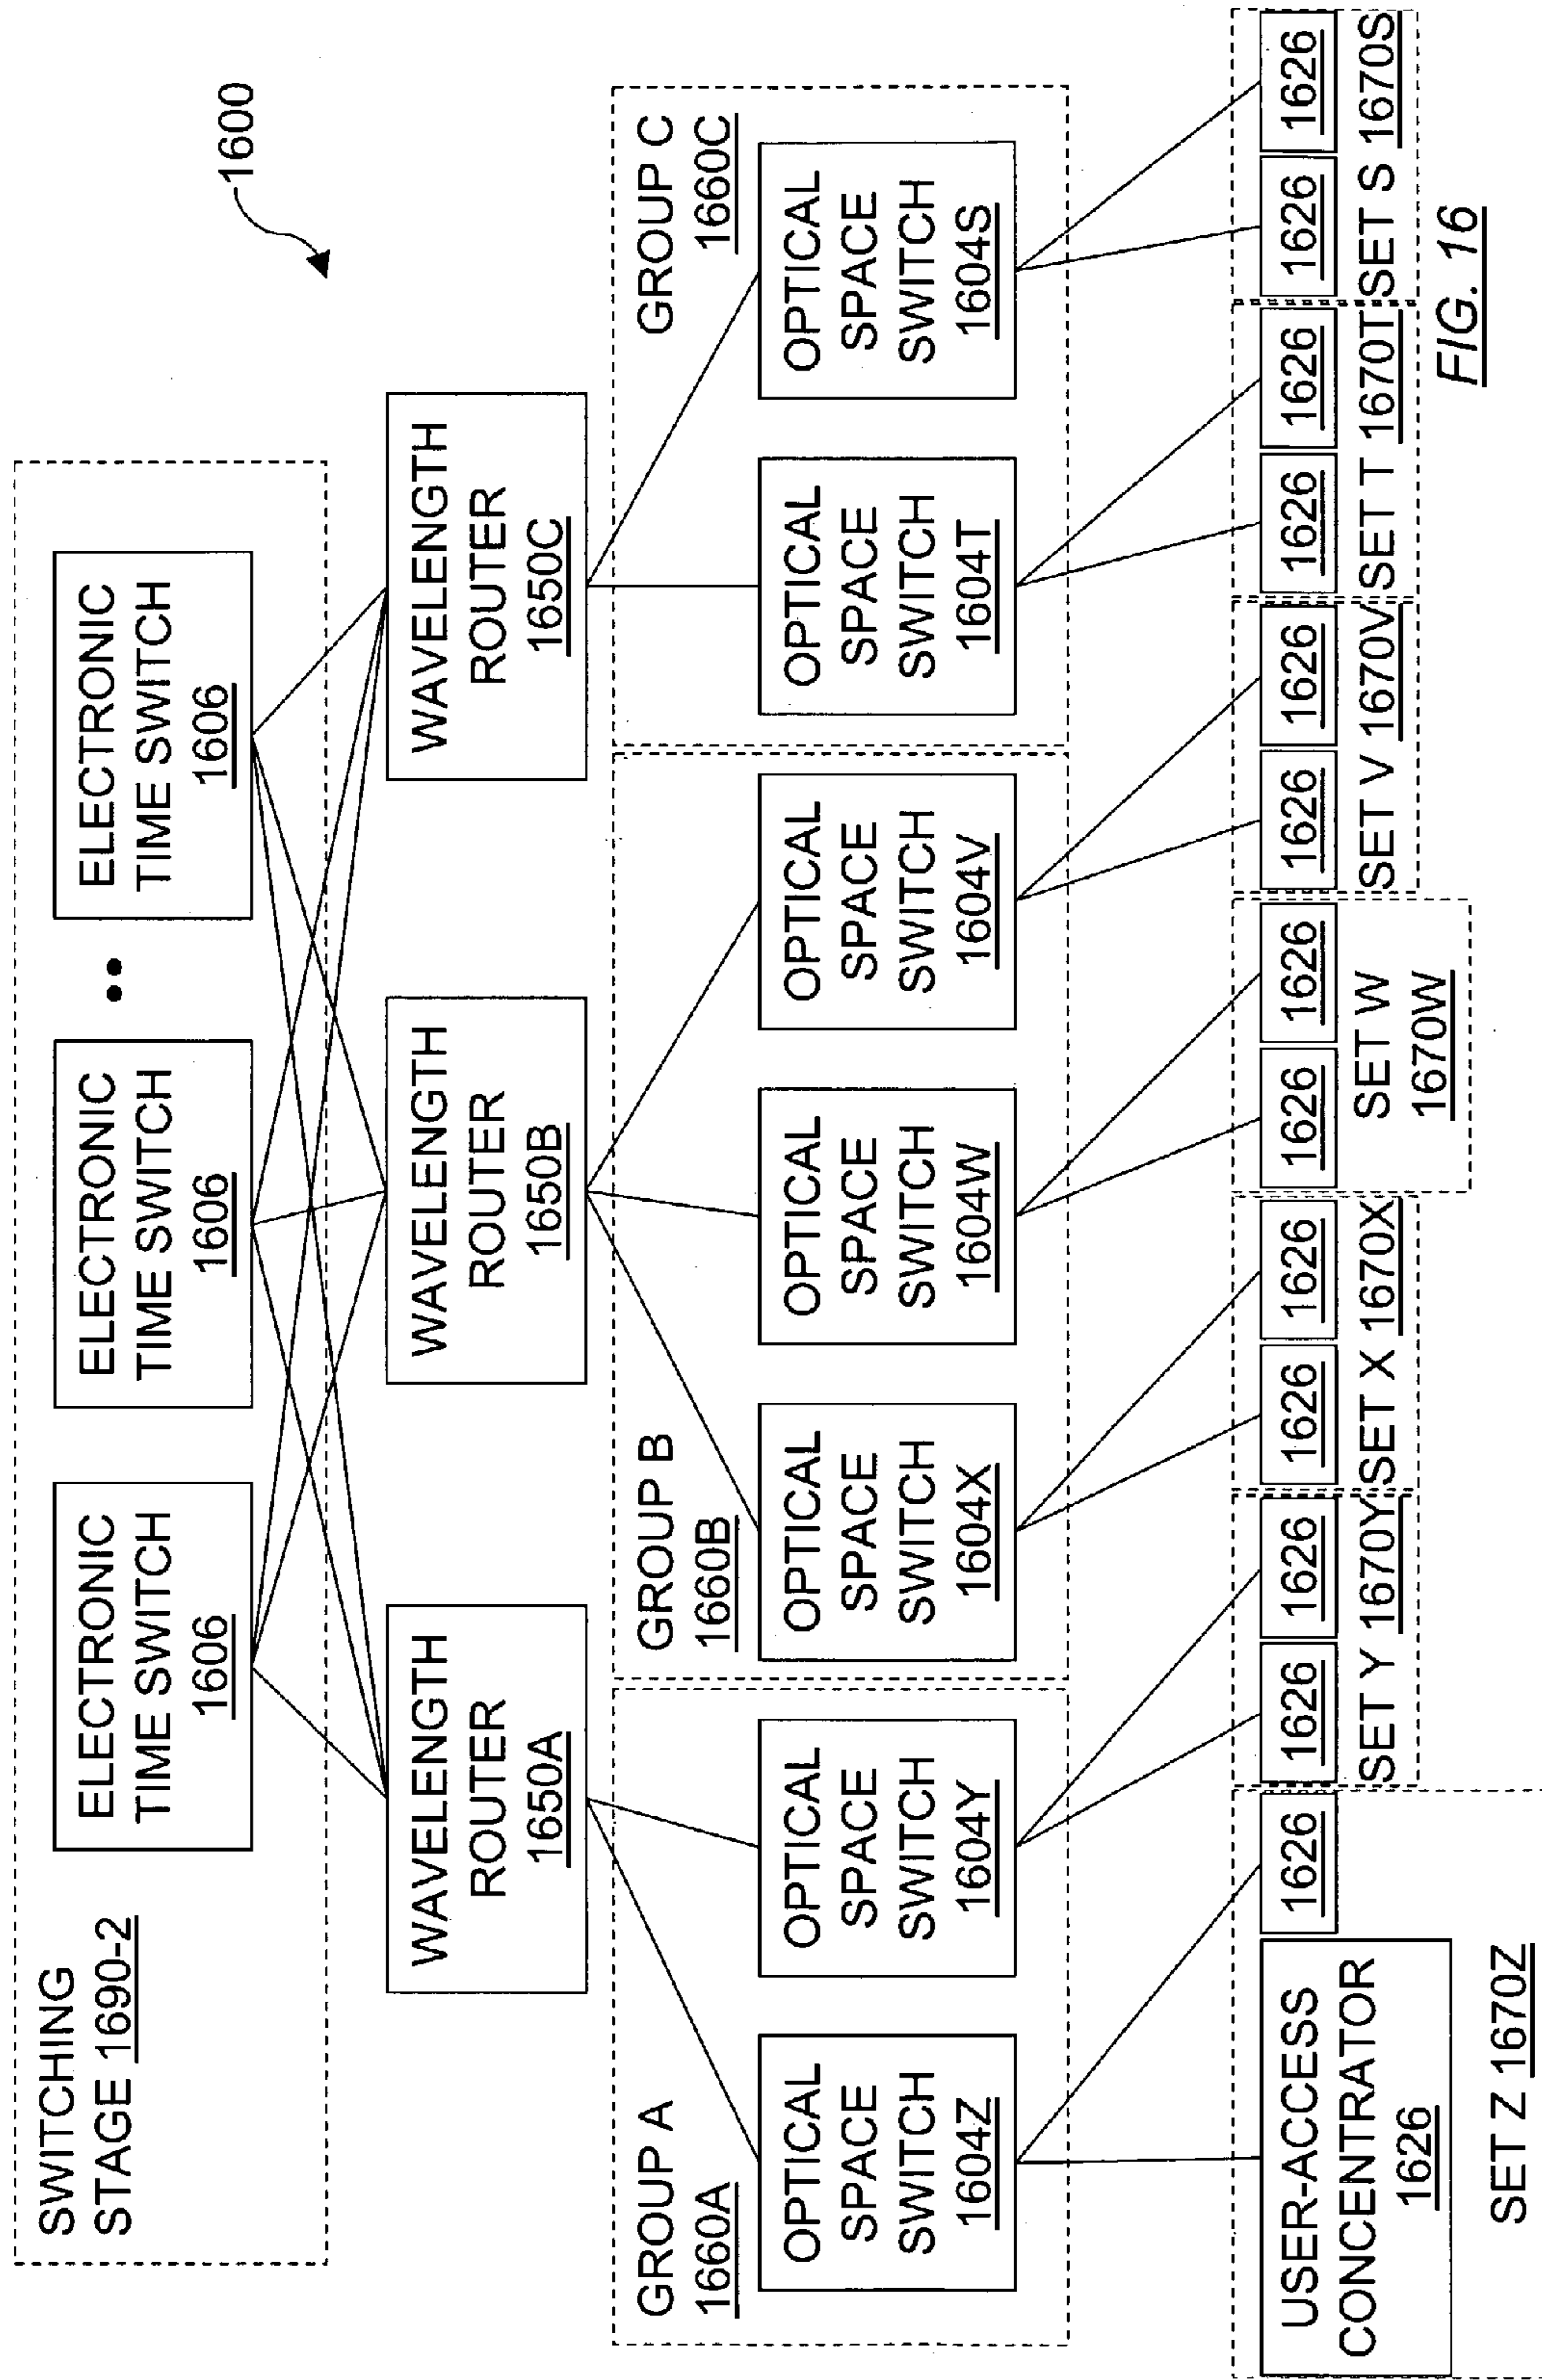 1600
SWITCHING
STAGE 1690-2
ELECTRONIC
TIME SWITCH
1606
ELECTRONIC
TIME SWITCH
1606
ELECTRONIC
TIME SWITCH
1606
WAVELENGTH
ROUTER
1650A
WAVELENGTH
ROUTER
1650B
WAVELENGTH
ROUTER
1650C
GROUP A
1660A
OPTICAL
SPACE
SWITCH
1604Z
OPTICAL
SPACE
SWITCH
1604Y
GROUP B
1660B
OPTICAL
SPACE
SWITCH
1604X
OPTICAL
SPACE
SWITCH
1604W
OPTICAL
SPACE
SWITCH
1604V
GROUP C
1660C
OPTICAL
SPACE
SWITCH
1604T
OPTICAL
SPACE
SWITCH
1604S
USER-ACCESS
CONCENTRATOR
1626
1626
SET Z 1670Z
1626
1626
SET Y 1670Y
1626
1626
SET X 1670X
1626
1626
SET W
1670W
1626
1626
SET V 1670V
1626
1626
SET T 1670T
1626
1626
SET S 1670S
FIG. 16